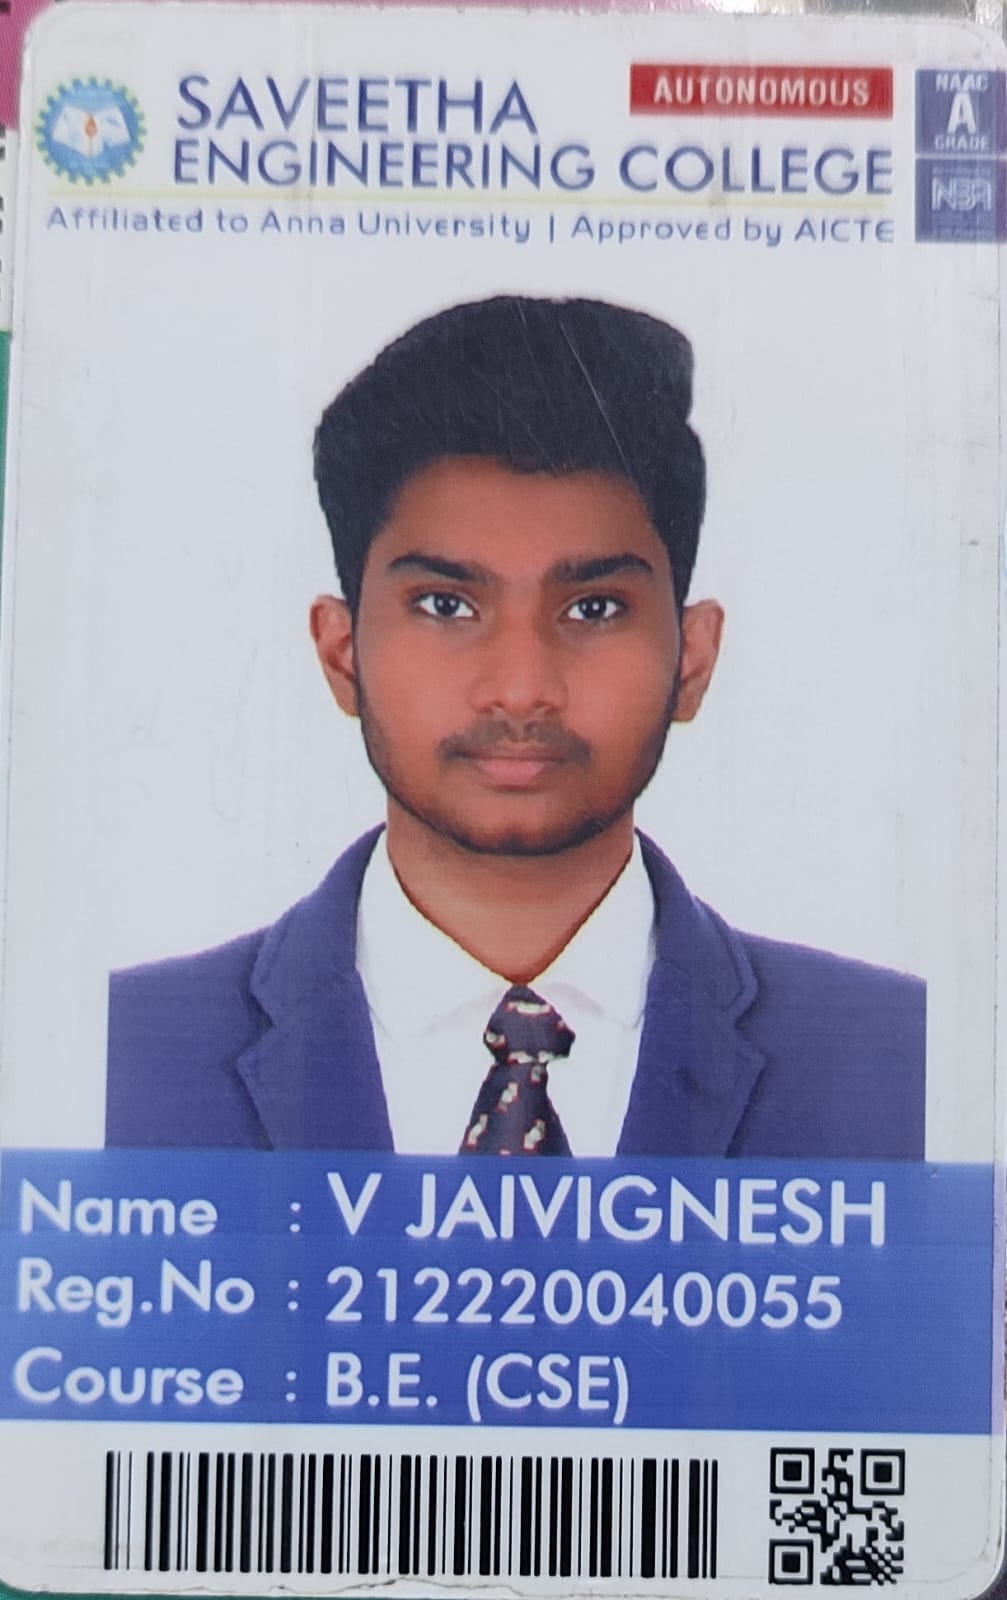 SAVEETHA
ENGINEERING COLLEGE
AUTONOMOUS
NAAC
A
GRADE
NBA
Affiliated to Anna University | Approved by AICTE
Name : V JAIVIGNESH
Reg.No : 212220040055
Course : B.E. (CSE)